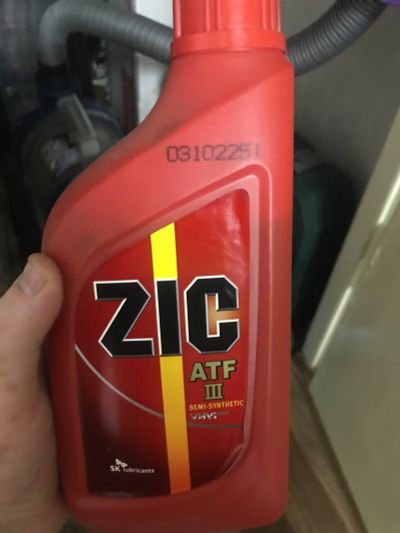 03102251
ZIC
ATF
III
SEMI-SYNTHETIC
SK lubricants